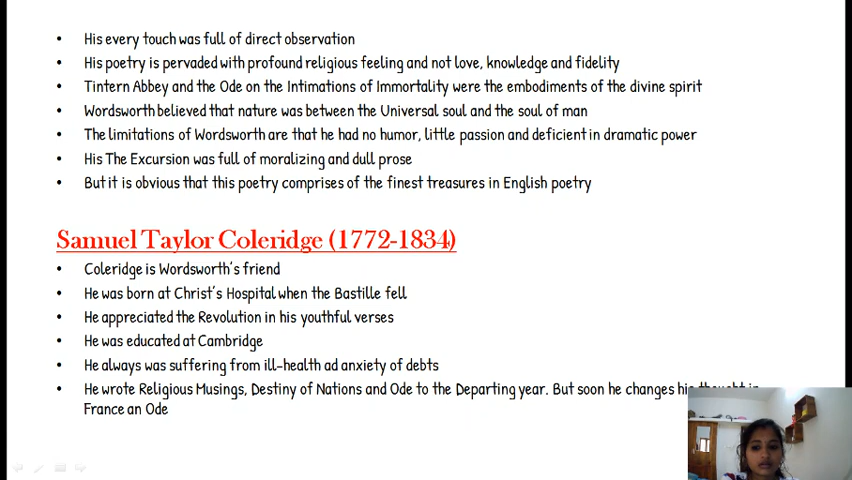 • His every touch was full of direct observation
• His poetry is pervaded with profound religious feeling and not love, knowledge and fidelity
• Tintern Abbey and the Ode on the Intimations of Immortality were the embodiments of the divine spirit
• Wordsworth believed that nature was between the Universal soul and the soul of man
• The limitations of Wordsworth are that he had no humor, little passion and deficient in dramatic power
• His The Excursion was full of moralizing and dull prose
• But it is obvious that this poetry comprises of the finest treasures in English poetry
Samuel Taylor Coleridge (1772-1834)
• Coleridge is Wordsworth's friend
• He was born at Christ's Hospital when the Bastille fell
• He appreciated the Revolution in his youthful verses
• He was educated at Cambridge
• He always was suffering from ill-health ad anxiety of debts
• He wrote Religious Musings, Destiny of Nations and Ode to the Departing year. But soon he changes his thought in
France an Ode